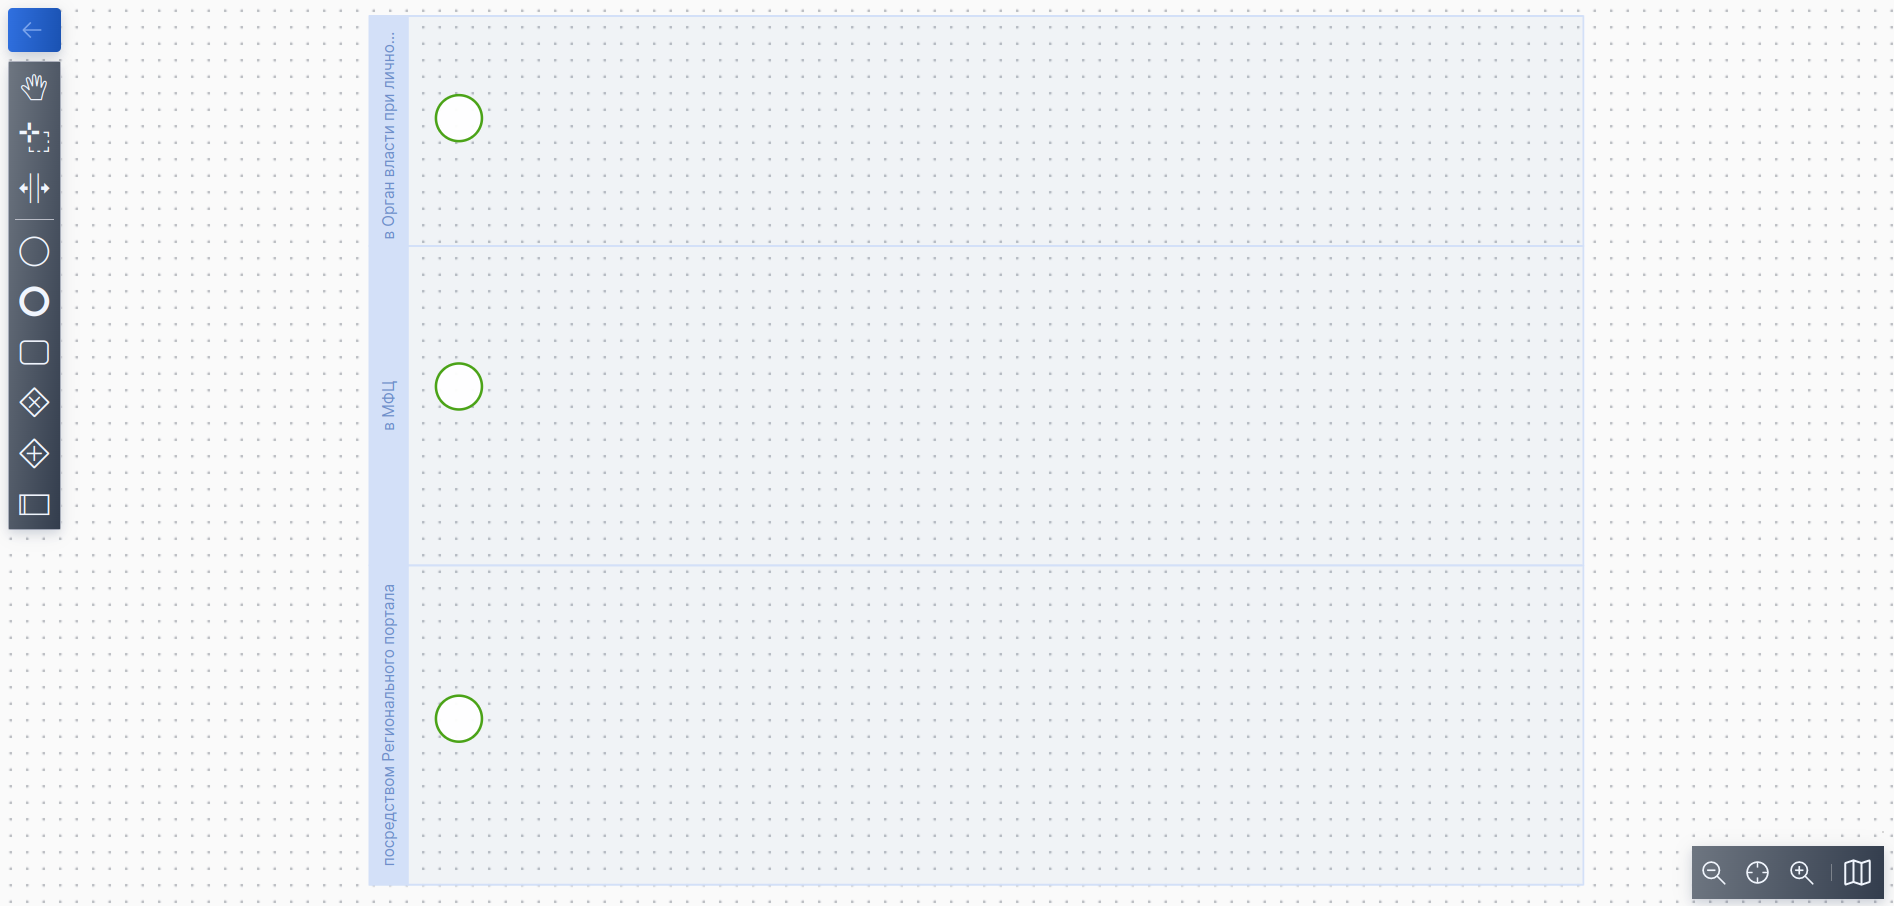 в Орган власти при лично...
в МФЦ
посредством Регионального портала